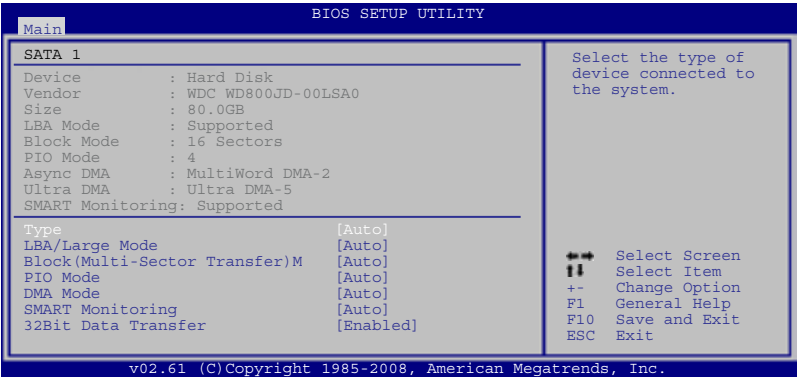 BIOS SETUP UTILITY
Main
SATA 1
Device : Hard Disk
Vendor : WDC WD800JD-00LSA0
Size : 80.0GB
LBA Mode : Supported
Block Mode : 16 Sectors
PIO Mode : 4
Async DMA : MultiWord DMA-2
Ultra DMA : Ultra DMA-5
SMART Monitoring: Supported
Type [Auto]
LBA/Large Mode [Auto]
Block(Multi-Sector Transfer)M [Auto]
PIO Mode [Auto]
DMA Mode [Auto]
SMART Monitoring [Auto]
32Bit Data Transfer [Enabled]
Select the type of
device connected to
the system.
←→ Select Screen
↑↓ Select Item
+- Change Option
F1 General Help
F10 Save and Exit
ESC Exit
v02.61 (C)Copyright 1985-2008, American Megatrends, Inc.